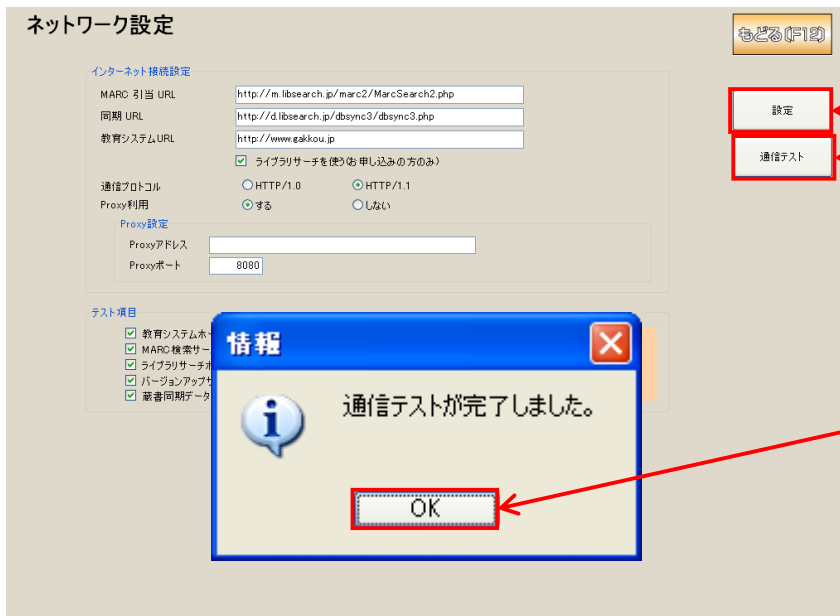 ネットワーク設定
もどる(F12)
インターネット接続設定
MARC 引当 URL
http://m.libsearch.jp/marc2/MarcSearch2.php
同期 URL
http://d.libsearch.jp/dbsync3/dbsync3.php
教育システムURL
http://www.gakkou.jp
ライブラリサーチを使う(お申し込みの方のみ)
通信プロトコル
HTTP/1.0
HTTP/1.1
Proxy利用
する
しない
Proxy設定
Proxyアドレス
Proxyポート
8080
設定
通信テスト
テスト項目
教育システムホ
MARC検索サー
ライブラリサーチホ
バージョンアップサ
蔵書同期データ
情報
通信テストが完了しました。
OK